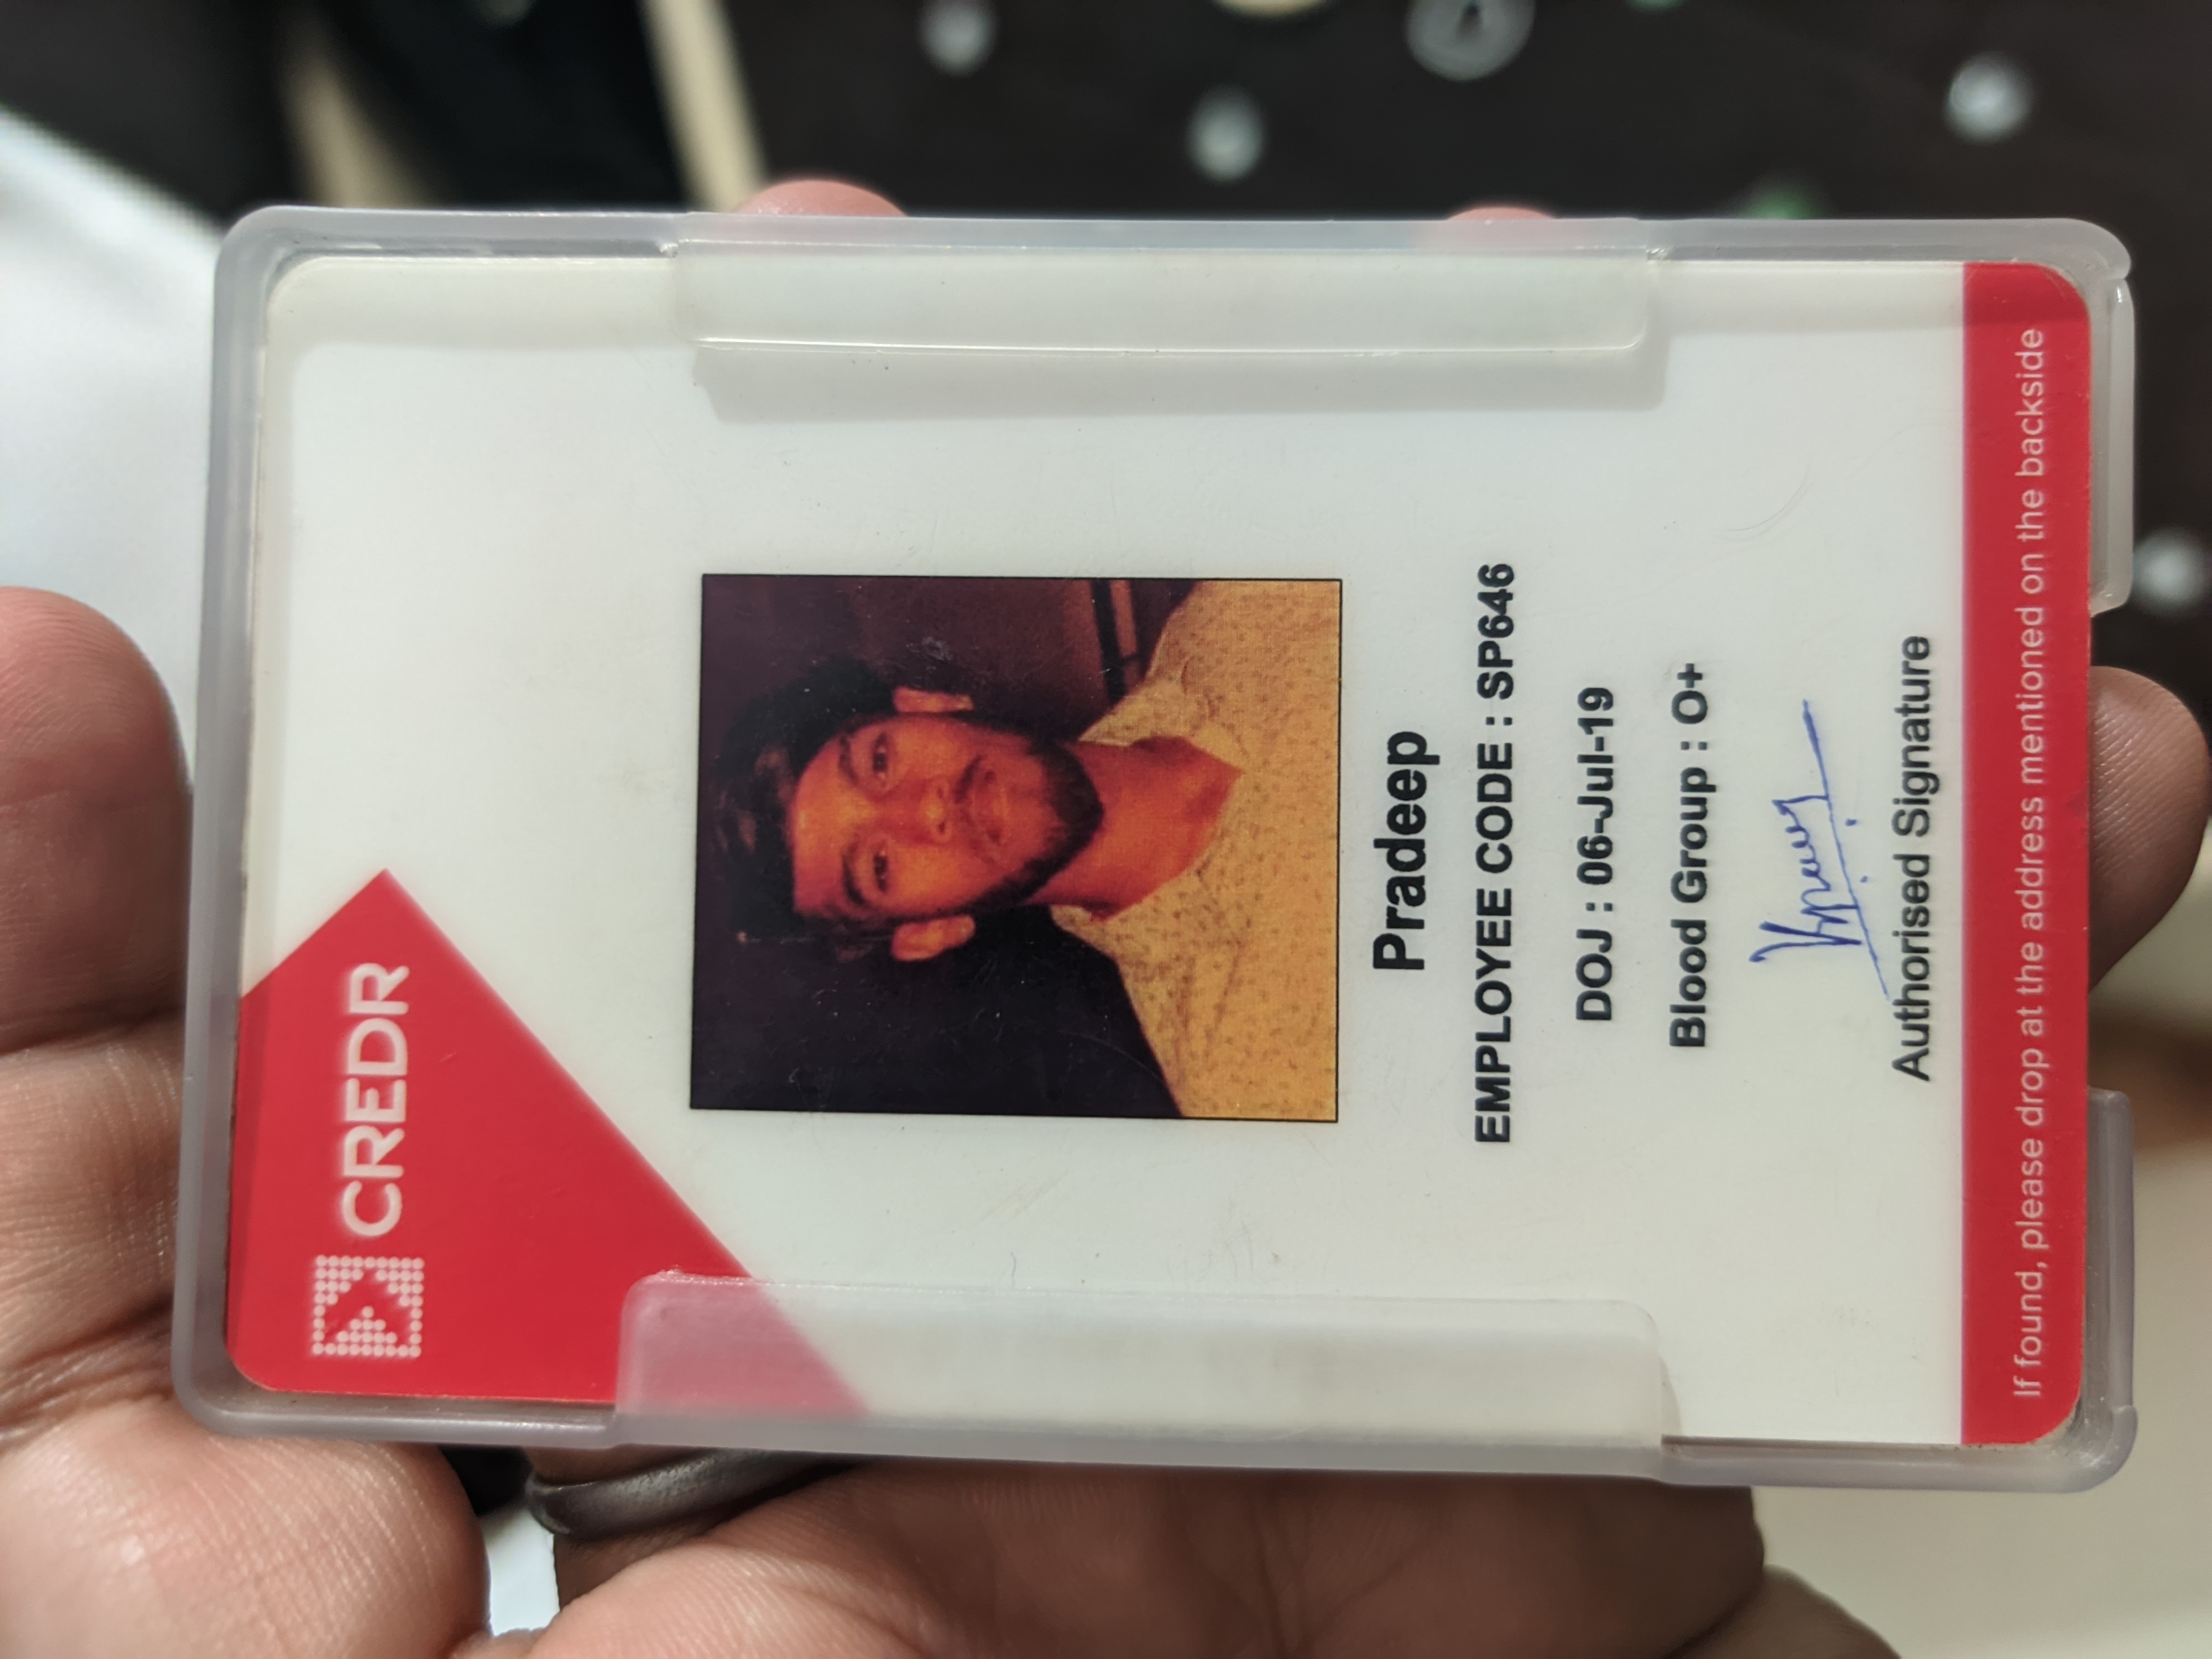 CREDR
Pradeep
EMPLOYEE CODE : SP646
DOJ : 06-Jul-19
Blood Group : O+
Authorised Signature
If found, please drop at the address mentioned on the backside